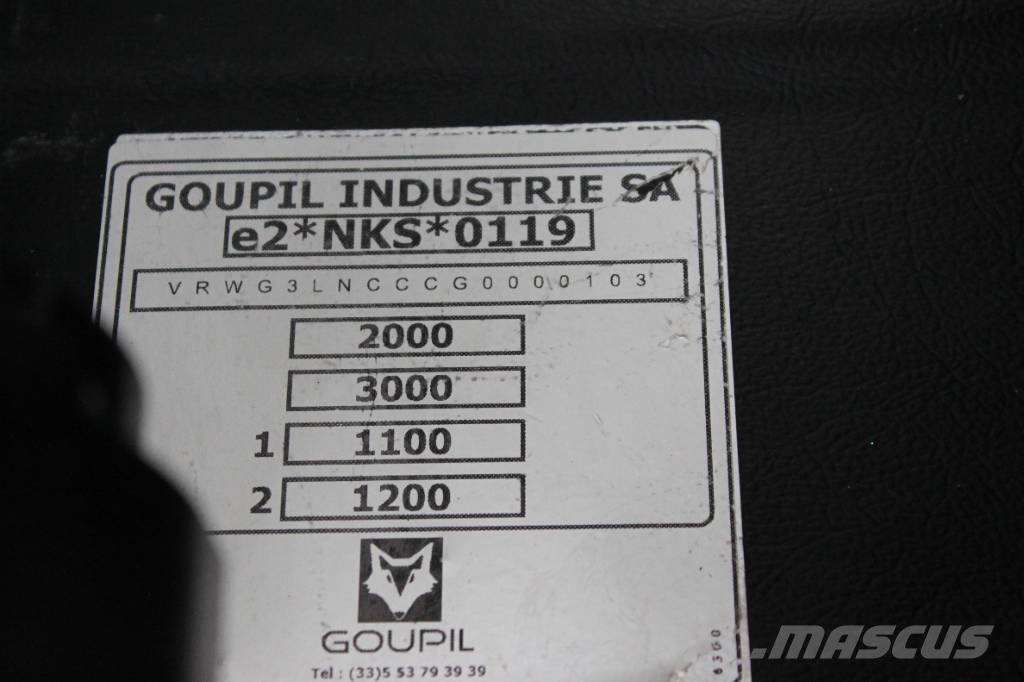 GOUPIL INDUSTRIE SA
e2*NKS*0119
VRWG3LNCCCG0000103
2000
3000
1 1100
2 1200
GOUPIL
Tel : (33)5 53 79 39 39
MASCUS